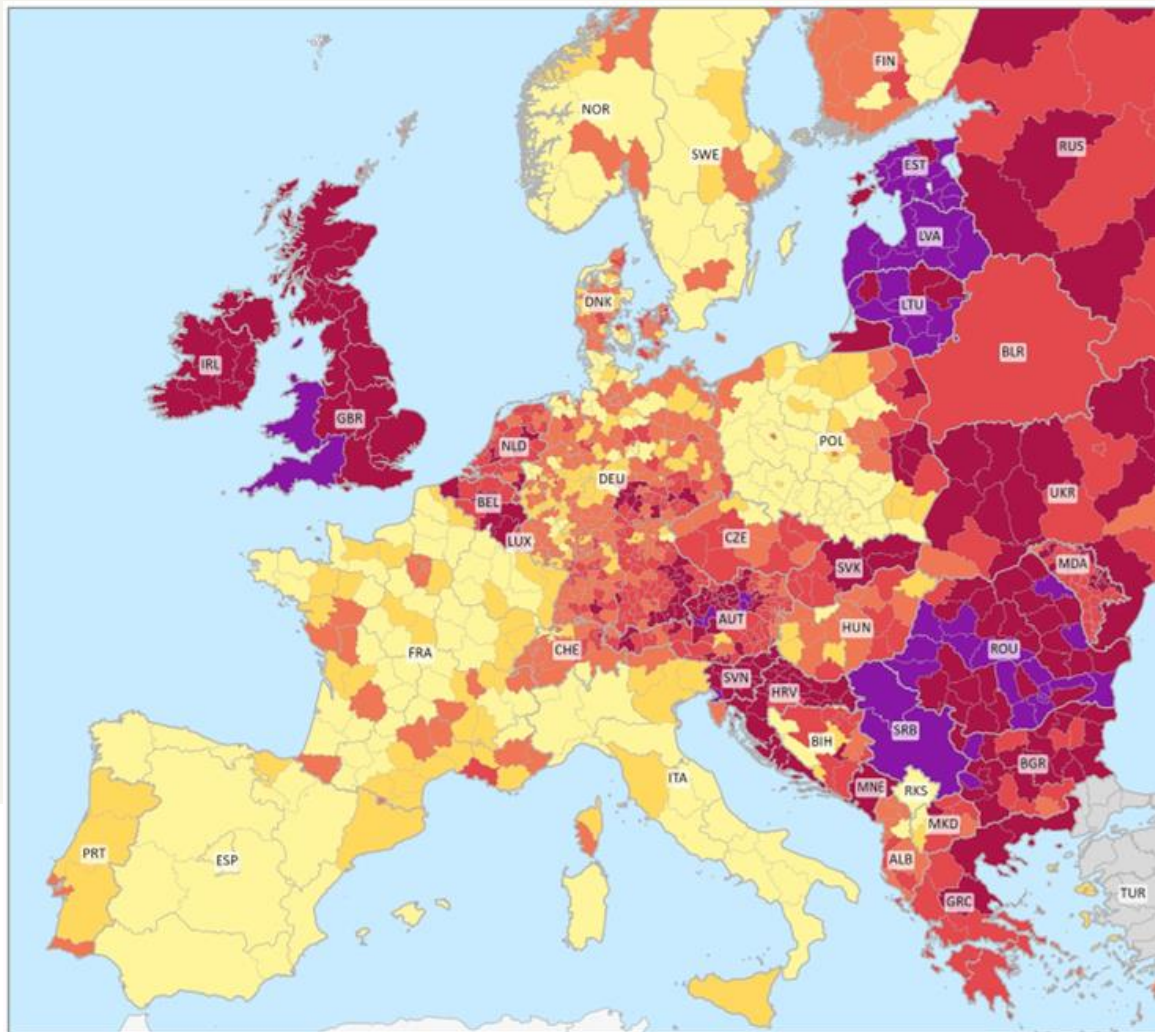 FIN
NOR
RUS
SWE
EST
LVA
DNK
LTU
BLR
IRL
GBR
NLD
POL
DEU
BEL
UKR
CZE
LUX
SVK
MDA
AUT
HUN
FRA
CHE
ROU
SVN
HRV
SRB
BIH
BGR
ITA
MNE
RKS
MKD
PRT
ESP
ALB
TUR
GRC